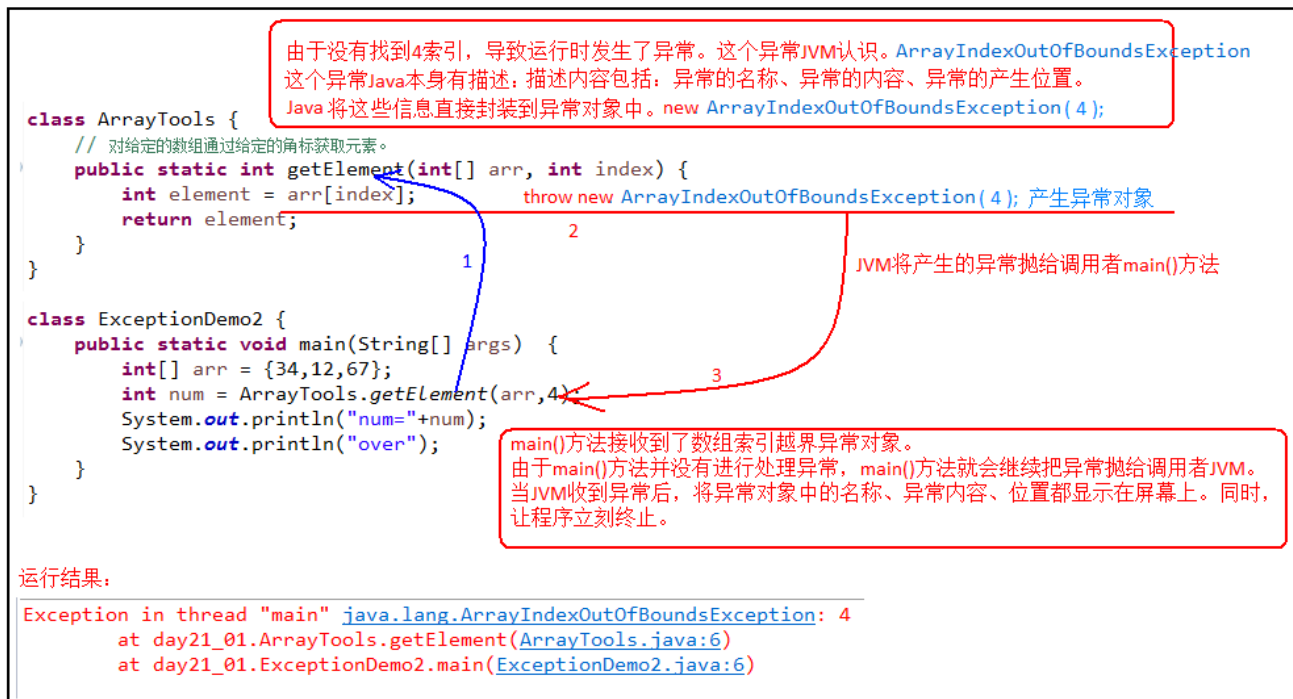 由于没有找到4索引，导致运行时发生了异常。这个异常JVM认识。ArrayIndexOutOfBoundsException
这个异常Java本身有描述：描述内容包括：异常的名称、异常的内容、异常的产生位置。
Java 将这些信息直接封装到异常对象中。new ArrayIndexOutOfBoundsException( 4 );
class ArrayTools {
// 对给定的数组通过给定的角标获取元素。
public static int getElement(int[] arr, int index) {
int element = arr[index];
throw new ArrayIndexOutOfBoundsException( 4 ); 产生异常对象
return element;
2
}
1
JVM将产生的异常抛给调用者main()方法
}
class ExceptionDemo2 {
public static void main(String[] args)  {
int[] arr = {34,12,67};
3
int num = ArrayTools.getElement(arr,4);
System.out.println("num="+num);
System.out.println("over");
}
}
main()方法接收到了数组索引越界异常对象。
由于main()方法并没有进行处理异常，main()方法就会继续把异常抛给调用者JVM。
当JVM收到异常后，将异常对象中的名称、异常内容、位置都显示在屏幕上。同时，
让程序立刻终止。
运行结果：
Exception in thread "main" java.lang.ArrayIndexOutOfBoundsException: 4
at day21_01.ArrayTools.getElement(ArrayTools.java:6)
at day21_01.ExceptionDemo2.main(ExceptionDemo2.java:6)